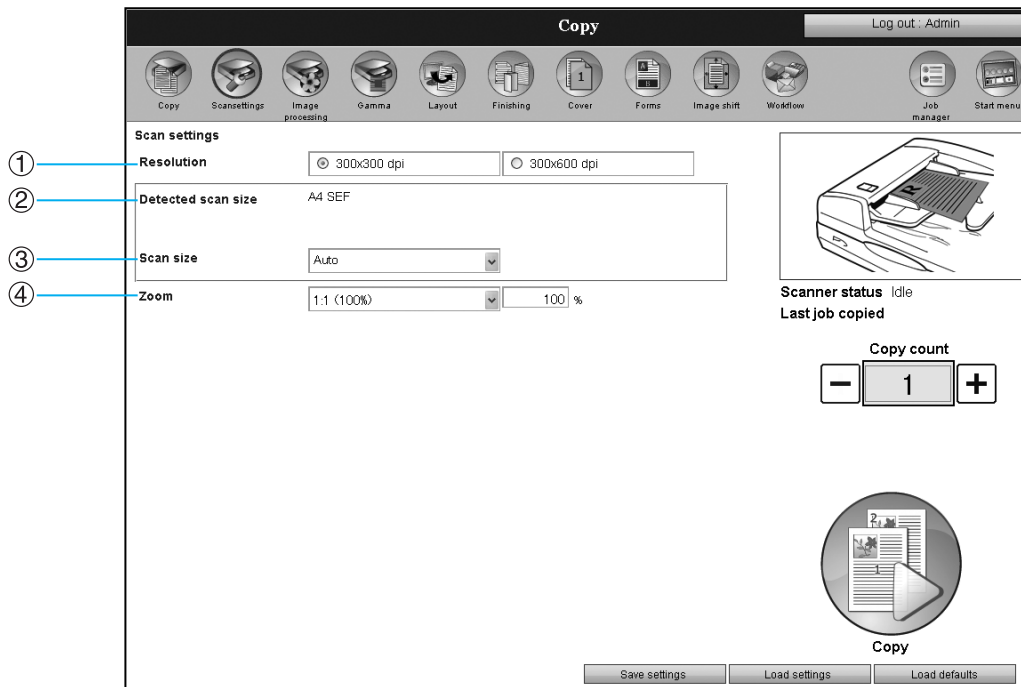 Copy
Log out : Admin
Copy
Scansettings
Image processing
Gamma
Layout
Finishing
1
Cover
A
B
Forms
Image shift
Workflow
Job manager
Start menu
Scan settings
① Resolution 300x300 dpi 300x600 dpi
② Detected scan size A4 SEF
③ Scan size Auto
④ Zoom 1:1 (100%) 100 %
R
Scanner status Idle
Last job copied
Copy count
− 1 +
2
1
Copy
Save settings Load settings Load defaults